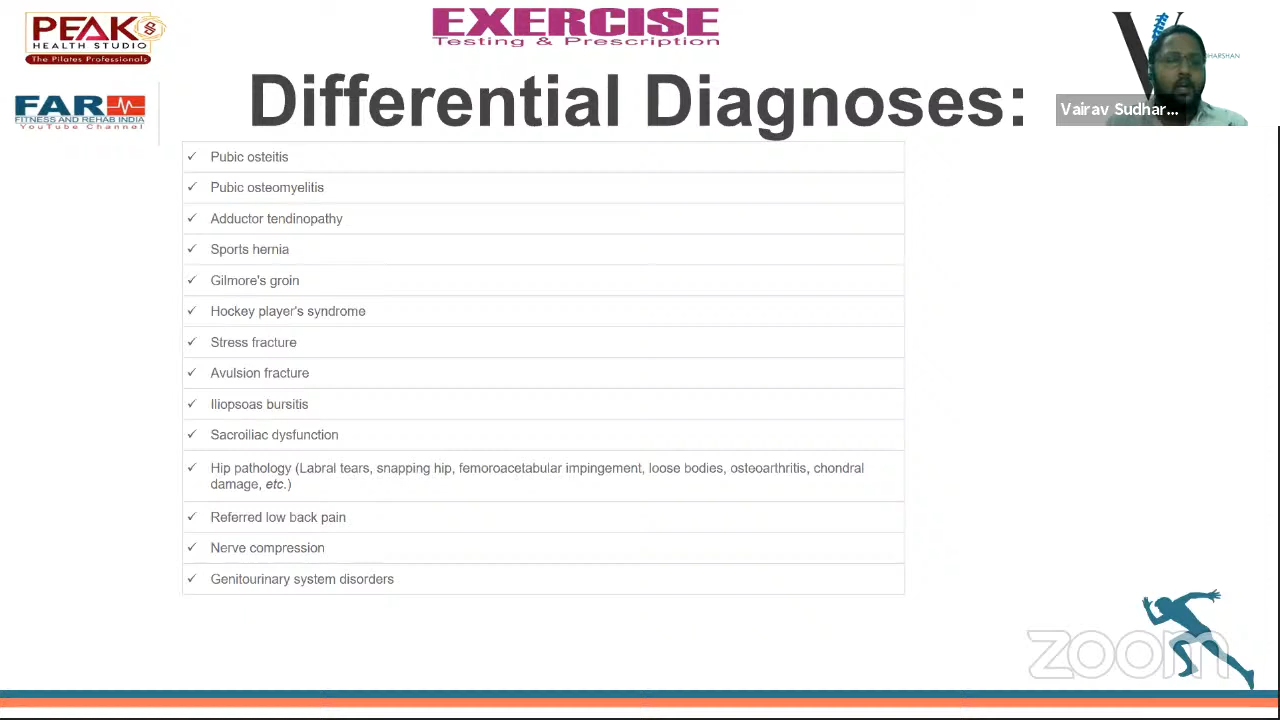 PEAK
HEALTH STUDIO
The Pilates Professionals
EXERCISE
Testing & Prescription
HARSHAN
FAR
FITNESS AND REHAB INDIA
YouTube Channel
Differential Diagnoses:
Vairav Sudhar...
✓ Pubic osteitis
✓ Pubic osteomyelitis
✓ Adductor tendinopathy
✓ Sports hernia
✓ Gilmore's groin
✓ Hockey player's syndrome
✓ Stress fracture
✓ Avulsion fracture
✓ Iliopsoas bursitis
✓ Sacroiliac dysfunction
✓ Hip pathology (Labral tears, snapping hip, femoroacetabular impingement, loose bodies, osteoarthritis, chondral
damage, etc.)
✓ Referred low back pain
✓ Nerve compression
✓ Genitourinary system disorders
zoom